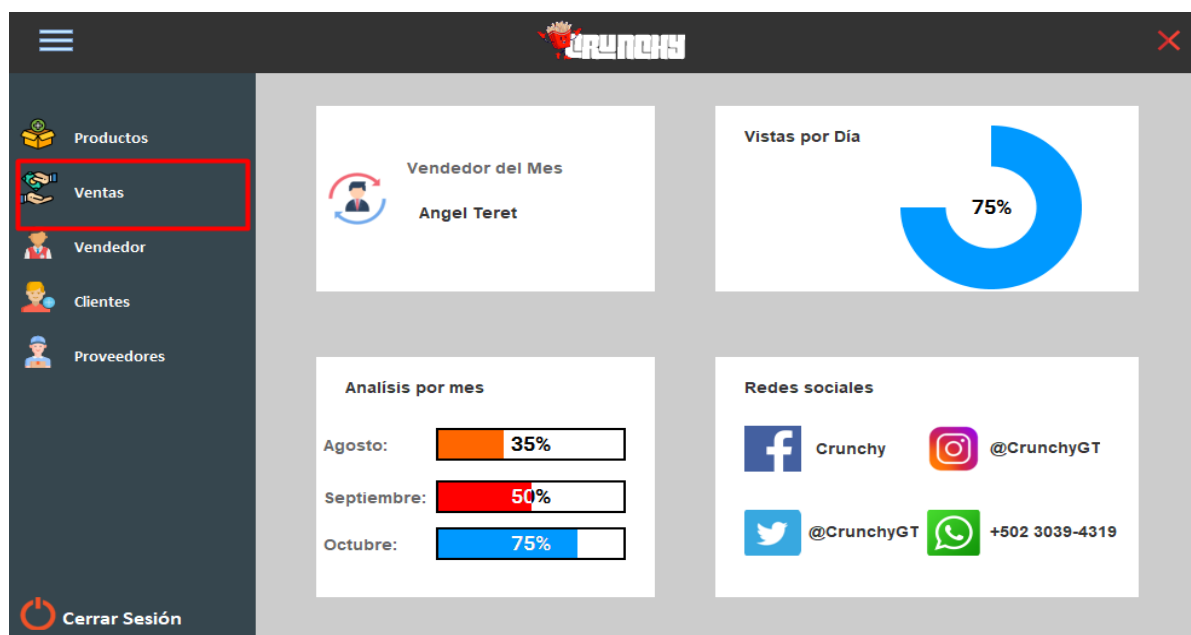 CRUNCHY
Productos
Ventas
Vendedor
Clientes
Proveedores
Cerrar Sesión
Vendedor del Mes
Angel Teret
Vistas por Día
75%
Analísis por mes
Agosto: 35%
Septiembre: 50%
Octubre: 75%
Redes sociales
Crunchy @CrunchyGT
@CrunchyGT +502 3039-4319